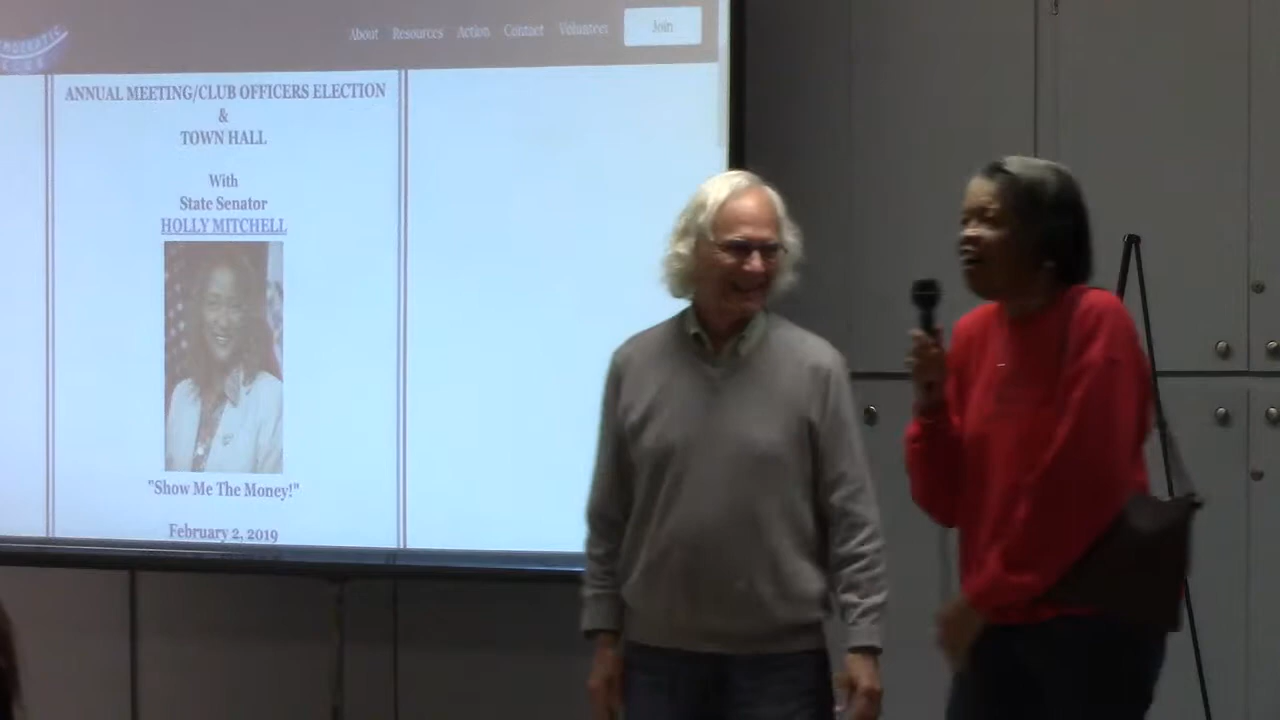 About Resources Action Contact Volunteer Join
ANNUAL MEETING/CLUB OFFICERS ELECTION
&
TOWN HALL
With
State Senator
HOLLY MITCHELL
"Show Me The Money!"
February 2, 2019